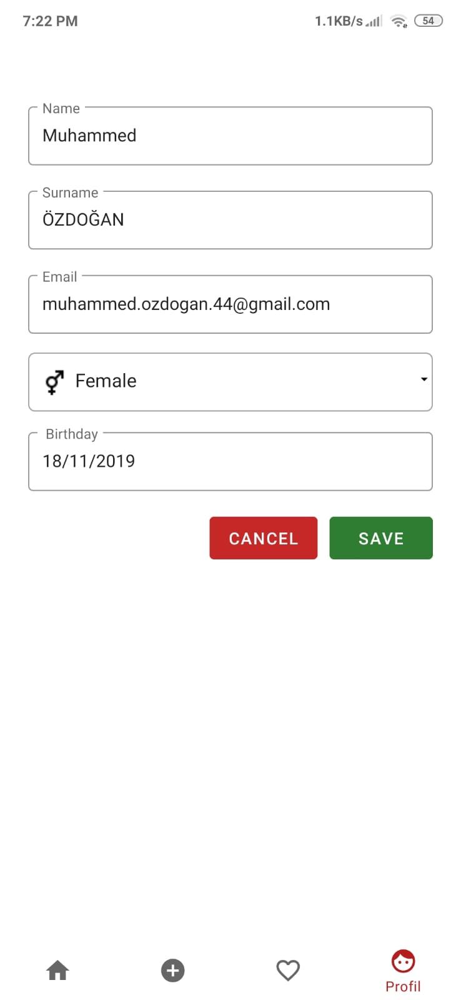 7:22 PM 1.1KB/s 54
Name
Muhammed
Surname
ÖZDOĞAN
Email
muhammed.ozdogan.44@gmail.com
Female
Birthday
18/11/2019
CANCEL SAVE
Profil